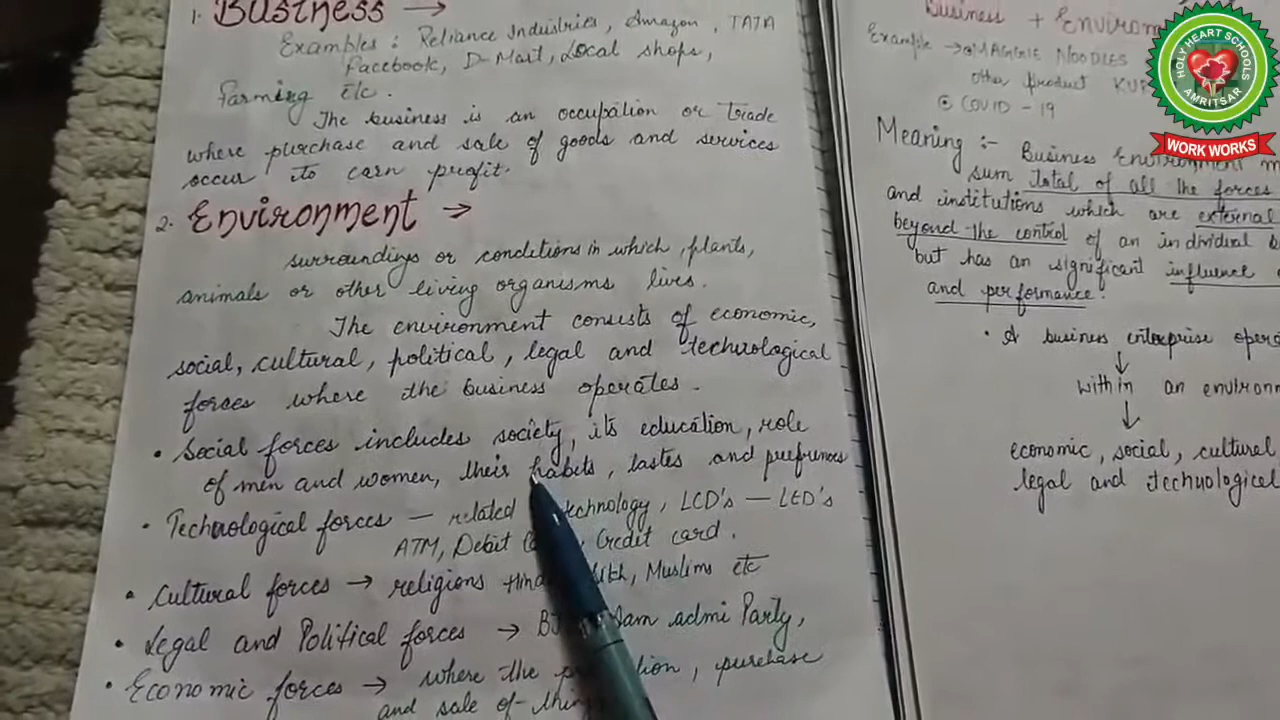 1. Business →
Examples : Reliance Industries, Amazon, TATA
Facebook, D-Mart, Local shops,
Farming etc.
The business is an occupation or trade
where purchase and sale of goods and services
occur to earn profit.
2. Environment →
surroundings or conditions in which, plants,
animals or other living organisms lives.
The environment consists of economic,
social, cultural, political, legal and technological
forces where the business operates.
• Social forces includes society, its education, role
of men and women, their habits, tastes and prefrences
• Technological forces — related technology, LCD's — LED's
ATM, Debit Credit card.
• Cultural forces → religions Muslims etc
• Legal and Political forces → admi Party,
• Economic forces → where the purchase
and sale of things
Business + Environm
Example → MAGGIE NOODLES
other product KUR
COVID - 19
Meaning :- Business Environment m
sum total of all the forces
and institutions which are external
beyond the control of an individual b
but has an significant influence
and performance.
• A business enterprise opera
↓
within an environ
↓
economic, social, cultural
legal and technological
HOLY HEART SCHOOLS
AMRITSAR
WORK WORKS